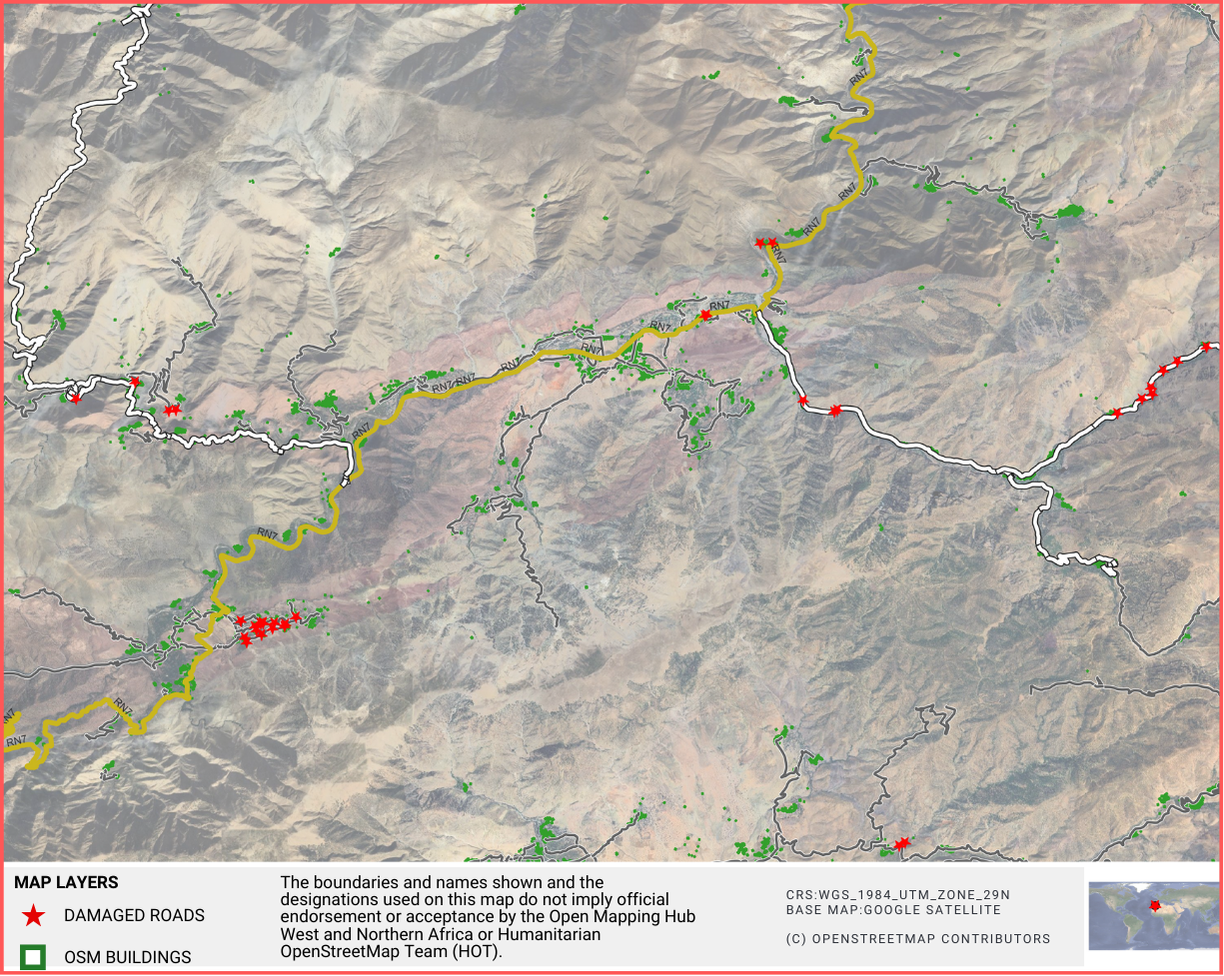 RN7
RN7
RN7
RN7
RN7
RN7
RN7
RN7
RN7 RN7
RN7
RN7
RN7
RN7
RN7
MAP LAYERS
DAMAGED ROADS
OSM BUILDINGS
The boundaries and names shown and the
designations used on this map do not imply official
endorsement or acceptance by the Open Mapping Hub
West and Northern Africa or Humanitarian
OpenStreetMap Team (HOT).
CRS:WGS_1984_UTM_ZONE_29N
BASE MAP:GOOGLE SATELLITE
(C) OPENSTREETMAP CONTRIBUTORS